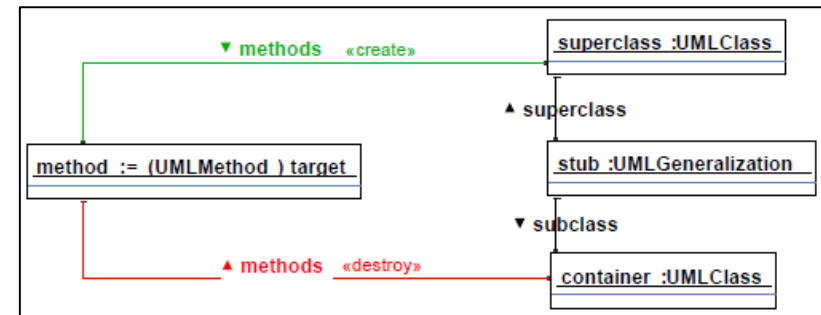 ▼ methods «create»
superclass :UMLClass
▲ superclass
method := (UMLMethod ) target
stub :UMLGeneralization
▼ subclass
▲ methods «destroy»
container :UMLClass